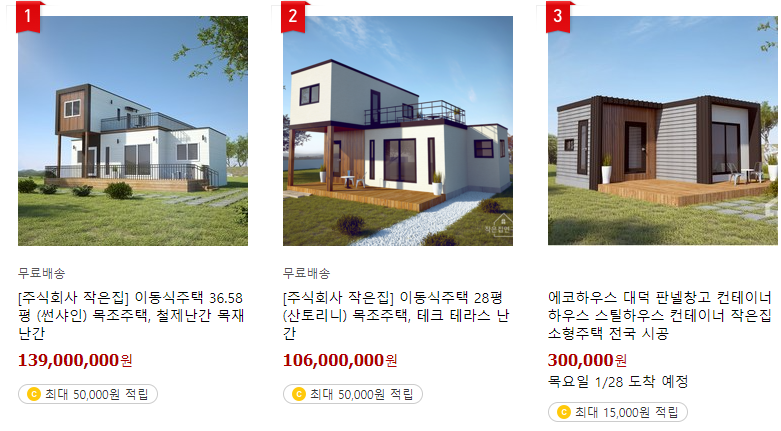 1
무료배송
[주식회사 작은집] 이동식주택 36.58
평 (썬샤인) 목조주택, 철제난간 목재
난간
139,000,000원
C 최대 50,000원 적립
2
작은집반
무료배송
[주식회사 작은집] 이동식주택 28평
(산토리니) 목조주택, 테크 테라스 난
간
106,000,000원
C 최대 50,000원 적립
3
에코하우스 대덕 판넬창고 컨테이너
하우스 스틸하우스 컨테이너 작은집
소형주택 전국 시공
300,000원
목요일 1/28 도착 예정
C 최대 15,000원 적립